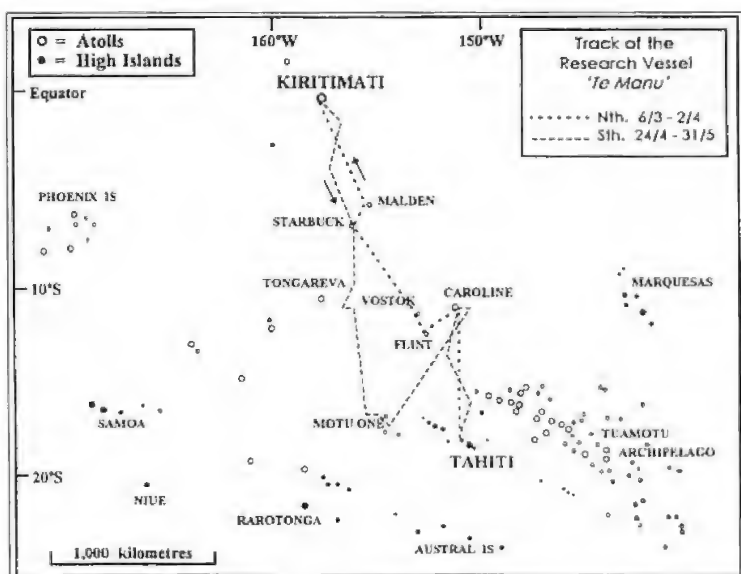 160°W
150°W
○ = Atolls
● = High Islands
Track of the
Research Vessel
'Te Manu'
Nth. 6/3 - 2/4
Sth. 24/4 - 31/5
KIRITIMATI
Equator
PHOENIX IS
MALDEN
STARBUCK
TONGAREVA
CAROLINE
MARQUESAS
10°S
VOSTOK
FLINT
MOTU ONE
SAMOA
TUAMOTU
ARCHIPELAGO
TAHITI
20°S
NIUE
RAROTONGA
AUSTRAL IS
1,000 kilometres